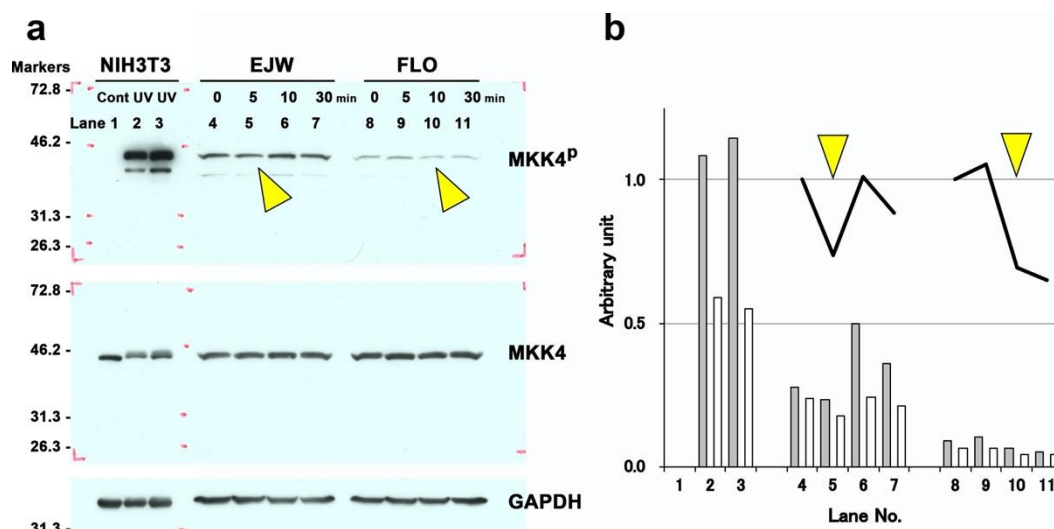 a
b
Markers
NIH3T3
EJW
FLO
72.8 -
Cont UV UV
0 5 10 30 min
0 5 10 30 min
Lane 1 2 3 4 5 6 7 8 9 10 11
46.2 -
MKK4P
31.3 -
26.3 -
72.8 -
46.2 -
MKK4
31.3 -
26.3 -
GAPDH
31.3
Arbitrary unit
1.0
0.5
0.0
1 2 3 4 5 6 7 8 9 10 11
Lane No.